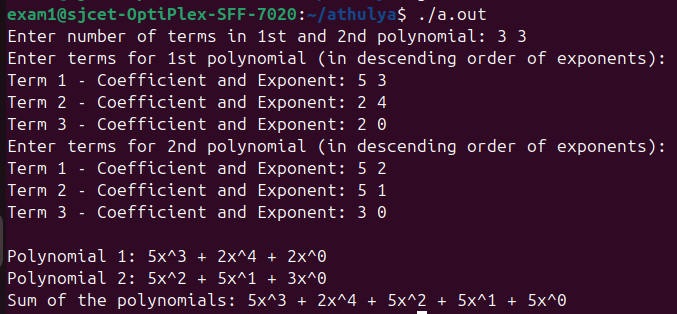 exam1@sjcet-OptiPlex-SFF-7020:~/athulya$ ./a.out
Enter number of terms in 1st and 2nd polynomial: 3 3
Enter terms for 1st polynomial (in descending order of exponents):
Term 1 - Coefficient and Exponent: 5 3
Term 2 - Coefficient and Exponent: 2 4
Term 3 - Coefficient and Exponent: 2 0
Enter terms for 2nd polynomial (in descending order of exponents):
Term 1 - Coefficient and Exponent: 5 2
Term 2 - Coefficient and Exponent: 5 1
Term 3 - Coefficient and Exponent: 3 0
Polynomial 1: 5x^3 + 2x^4 + 2x^0
Polynomial 2: 5x^2 + 5x^1 + 3x^0
Sum of the polynomials: 5x^3 + 2x^4 + 5x^2 + 5x^1 + 5x^0